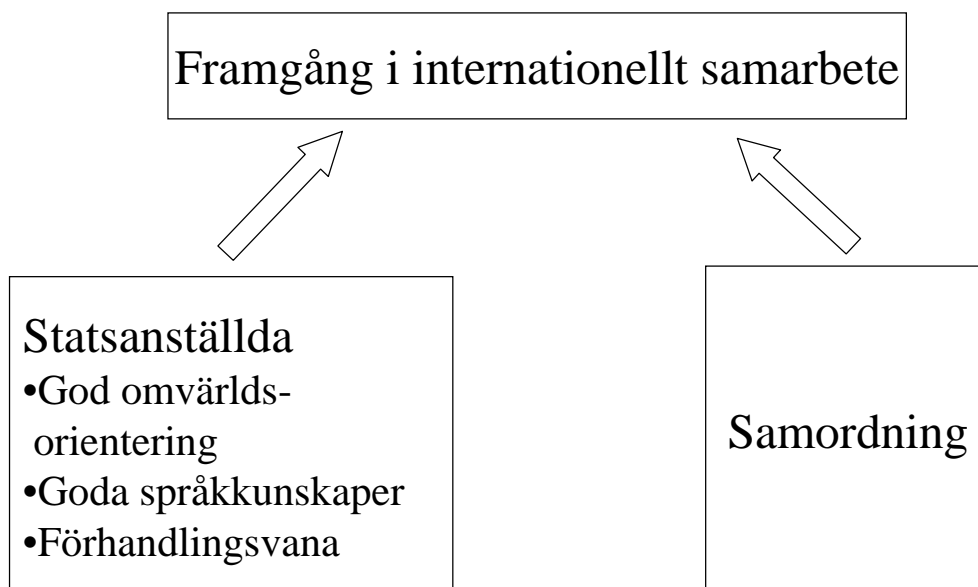 Framgång i internationellt samarbete
Statsanställda
•God omvärlds-
orientering
•Goda språkkunskaper
•Förhandlingsvana
Samordning